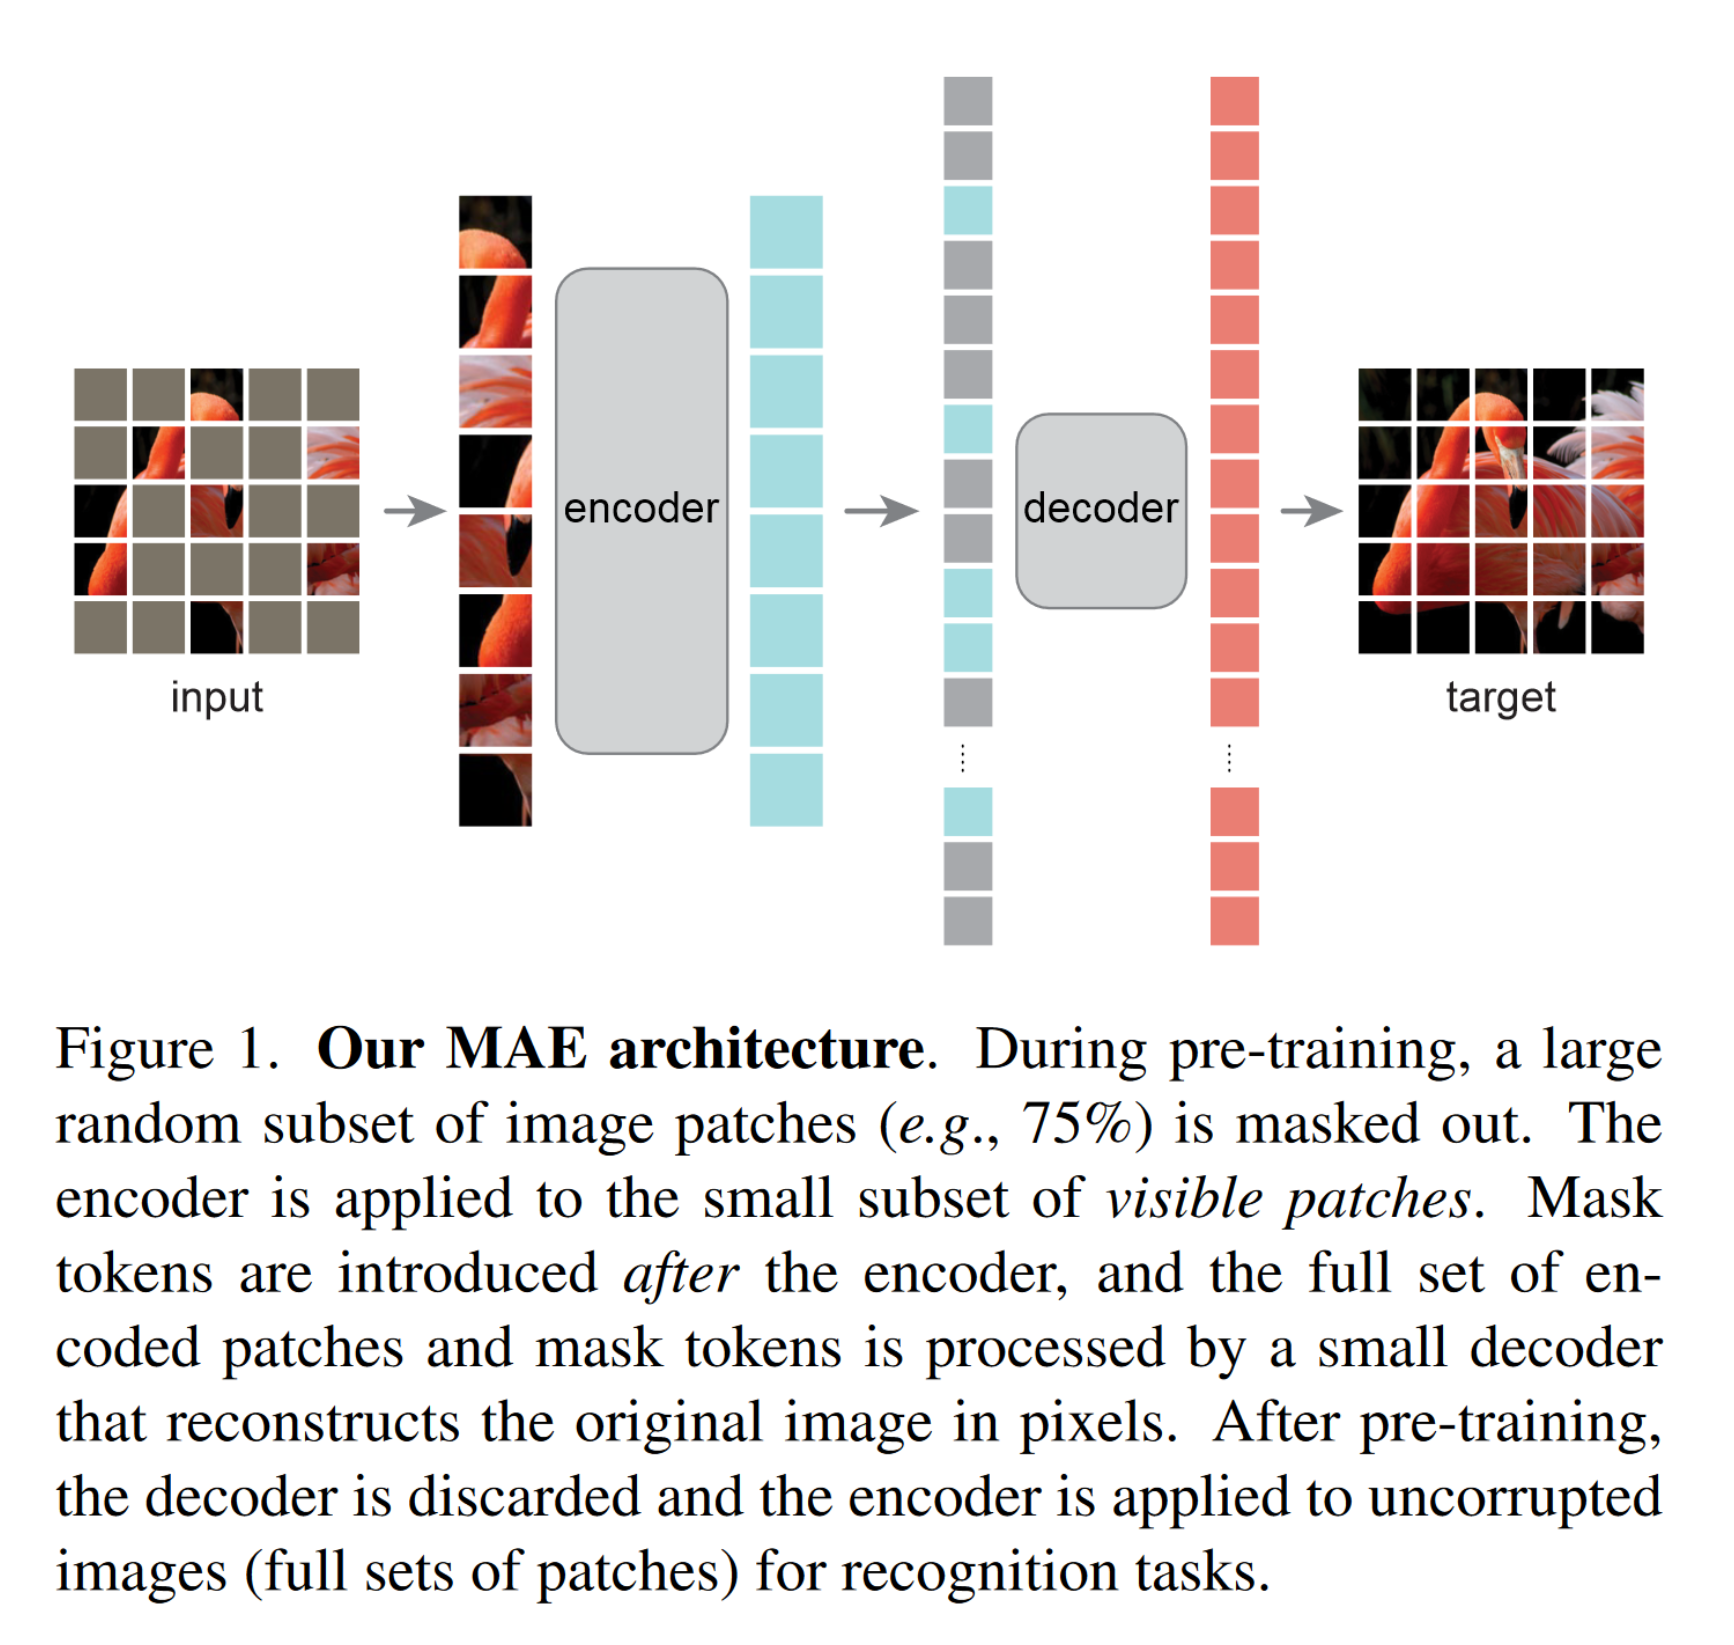 input
encoder
decoder
target
Figure 1. Our MAE architecture. During pre-training, a large
random subset of image patches (e.g., 75%) is masked out. The
encoder is applied to the small subset of visible patches. Mask
tokens are introduced after the encoder, and the full set of en-
coded patches and mask tokens is processed by a small decoder
that reconstructs the original image in pixels. After pre-training,
the decoder is discarded and the encoder is applied to uncorrupted
images (full sets of patches) for recognition tasks.